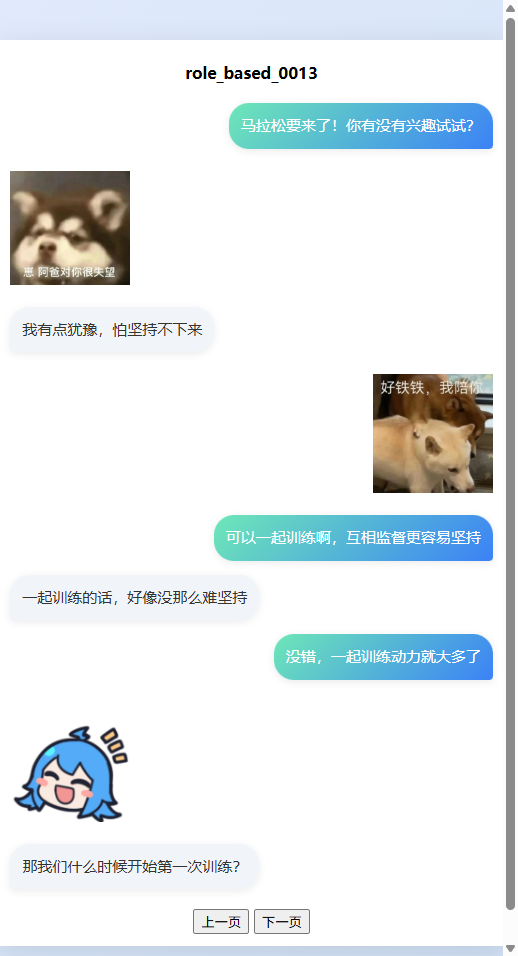 role_based_0013
马拉松要来了！你有没有兴趣试试？
崽 阿爸对你很失望
我有点犹豫，怕坚持不下来
好铁铁，我陪你
可以一起训练啊，互相监督更容易坚持
一起训练的话，好像没那么难坚持
没错，一起训练动力就大多了
那我们什么时候开始第一次训练？
上一页 下一页